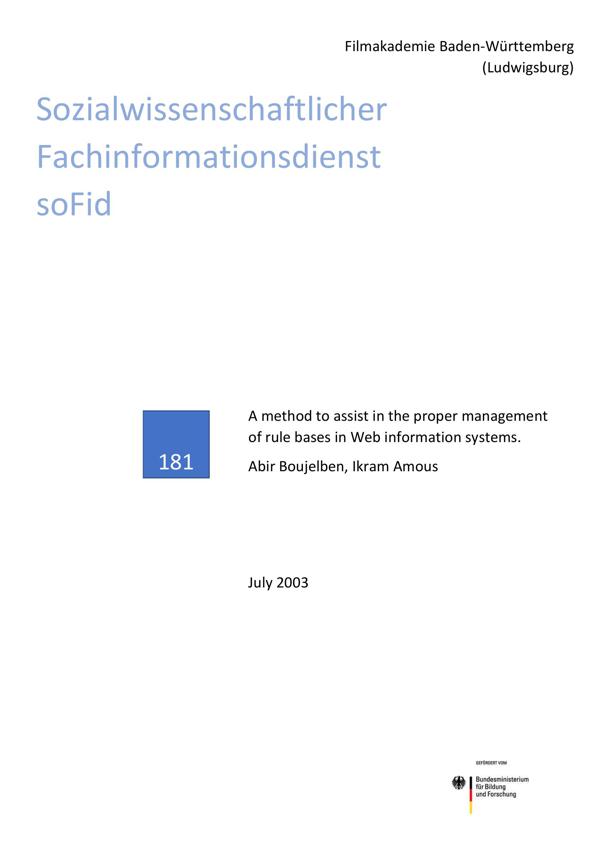 Filmakademie Baden-Württemberg
(Ludwigsburg)
Sozialwissenschaftlicher
Fachinformationsdienst
soFid
A method to assist in the proper management
of rule bases in Web information systems.
181
Abir Boujelben, Ikram Amous
July 2003
GEFÖRDERT VOM
Bundesministerium
für Bildung
und Forschung